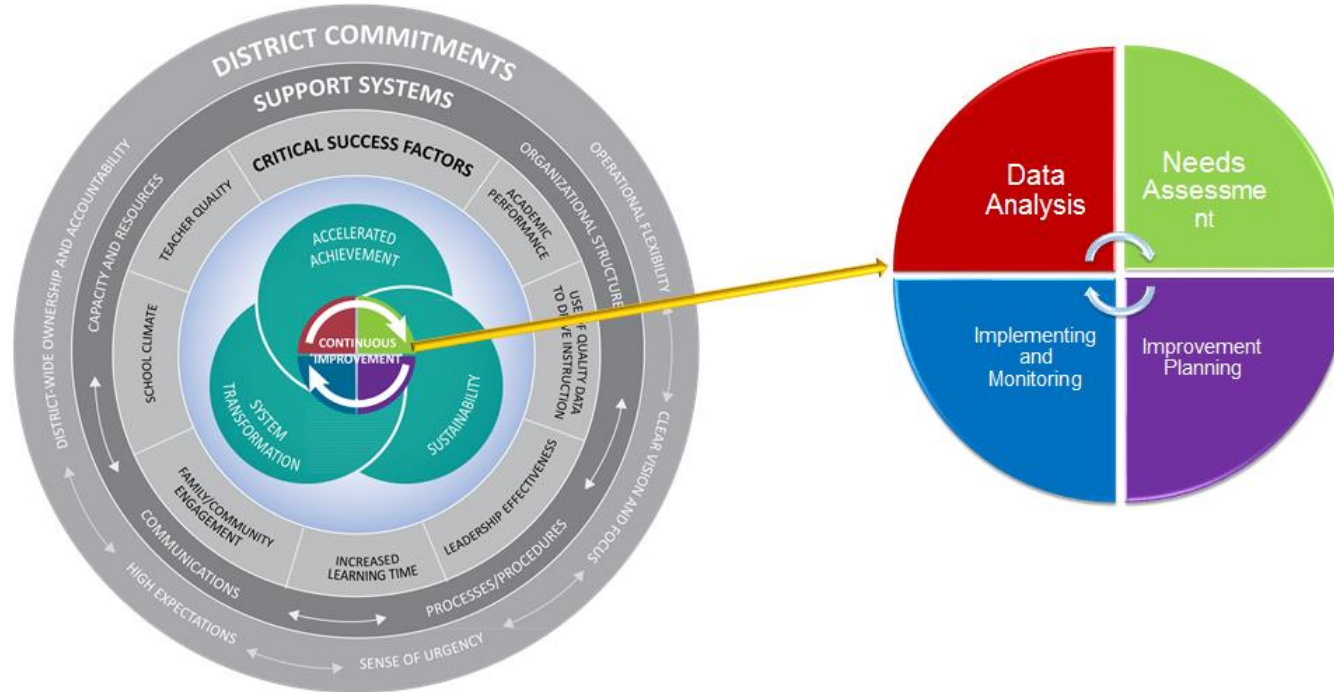 DISTRICT COMMITMENTS
SUPPORT SYSTEMS
CRITICAL SUCCESS FACTORS
DISTRICT-WIDE OWNERSHIP AND ACCOUNTABILITY
OPERATIONAL FLEXIBILITY
CLEAR VISION AND FOCUS
SENSE OF URGENCY
HIGH EXPECTATIONS
CAPACITY AND RESOURCES
ORGANIZATIONAL STRUCTURE
PROCESSES/PROCEDURES
COMMUNICATIONS
TEACHER QUALITY
ACADEMIC
PERFORMANCE
USE OF QUALITY DATA
TO DRIVE INSTRUCTION
LEADERSHIP EFFECTIVENESS
INCREASED
LEARNING TIME
FAMILY/COMMUNITY
ENGAGEMENT
SCHOOL CLIMATE
ACCELERATED
ACHIEVEMENT
SUSTAINABILITY
SYSTEM
TRANSFORMATION
CONTINUOUS
IMPROVEMENT
Data
Analysis
Needs
Assessme
nt
Implementing
and
Monitoring
Improvement
Planning